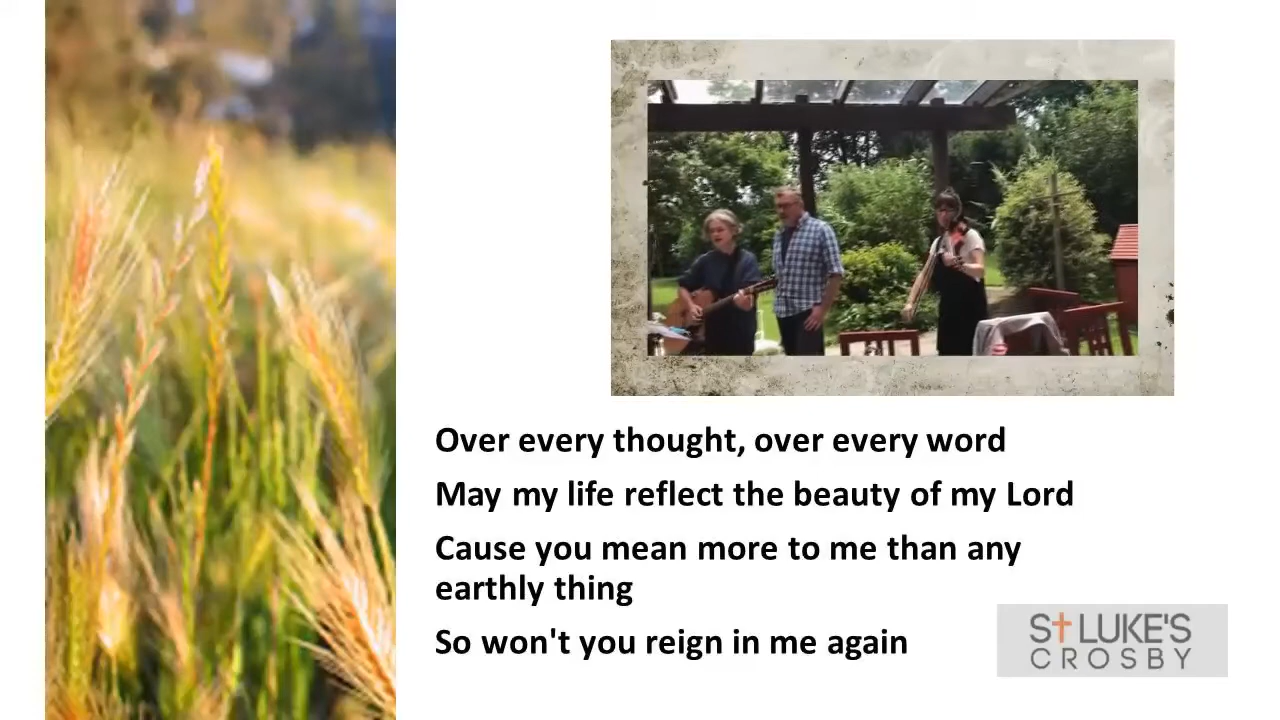 Over every thought, over every word
May my life reflect the beauty of my Lord
Cause you mean more to me than any
earthly thing
So won't you reign in me again
St LUKE'S
CROSBY